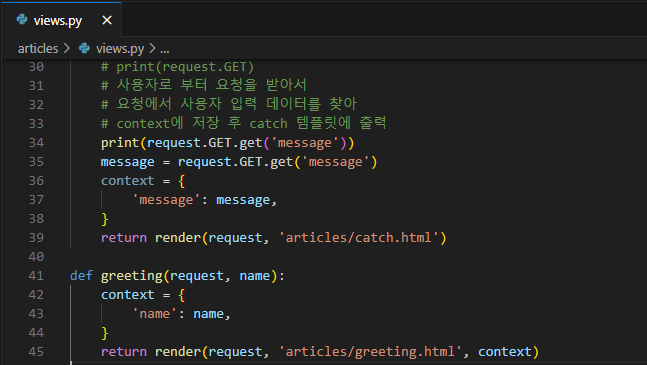 views.py ×
articles > views.py > ...
30 # print(request.GET)
31 # 사용자로 부터 요청을 받아서
32 # 요청에서 사용자 입력 데이터를 찾아
33 # context에 저장 후 catch 템플릿에 출력
34 print(request.GET.get('message'))
35 message = request.GET.get('message')
36 context = {
37 'message': message,
38 }
39 return render(request, 'articles/catch.html')
40
41 def greeting(request, name):
42 context = {
43 'name': name,
44 }
45 return render(request, 'articles/greeting.html', context)